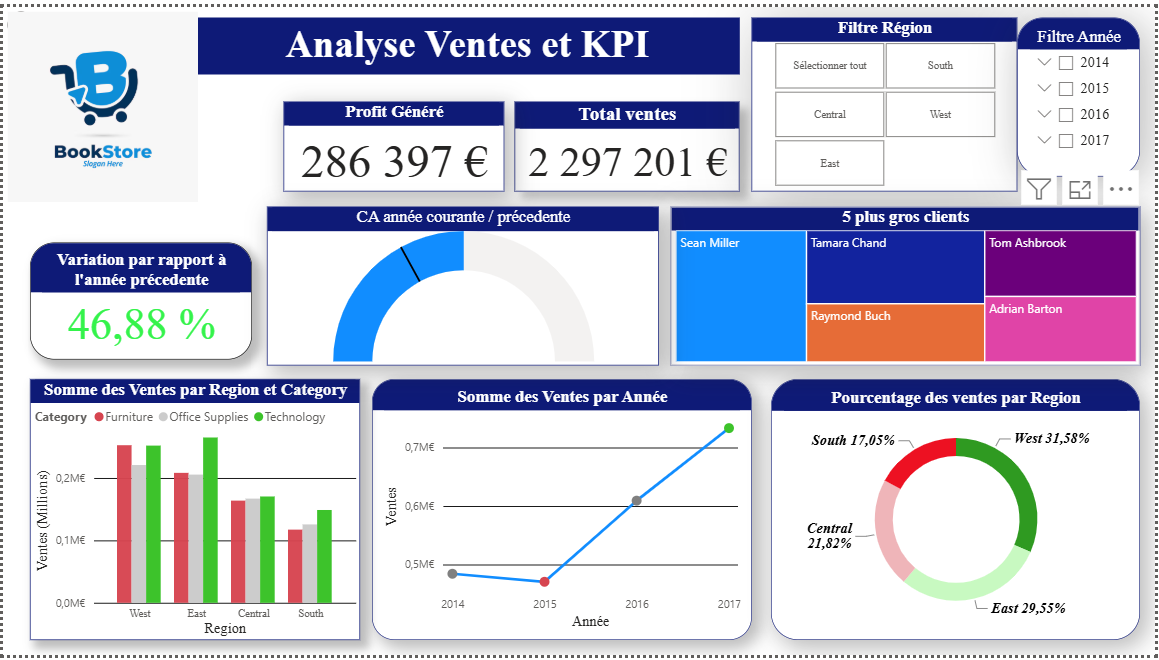 BookStore
Slogan Here
Analyse Ventes et KPI
Filtre Région
Sélectionner tout
South
Central
West
East
Filtre Année
2014
2015
2016
2017
Profit Généré
286 397 €
Total ventes
2 297 201 €
Variation par rapport à
l'année précedente
46,88 %
CA année courante / précedente
5 plus gros clients
Sean Miller
Tamara Chand
Raymond Buch
Tom Ashbrook
Adrian Barton
Somme des Ventes par Region et Category
Category Furniture Office Supplies Technology
Ventes (Millions)
0,2M€
0,1M€
0,0M€
West East Central South
Region
Somme des Ventes par Année
Ventes
0,7M€
0,6M€
0,5M€
2014 2015 2016 2017
Année
Pourcentage des ventes par Region
South 17,05%
West 31,58%
Central
21,82%
East 29,55%